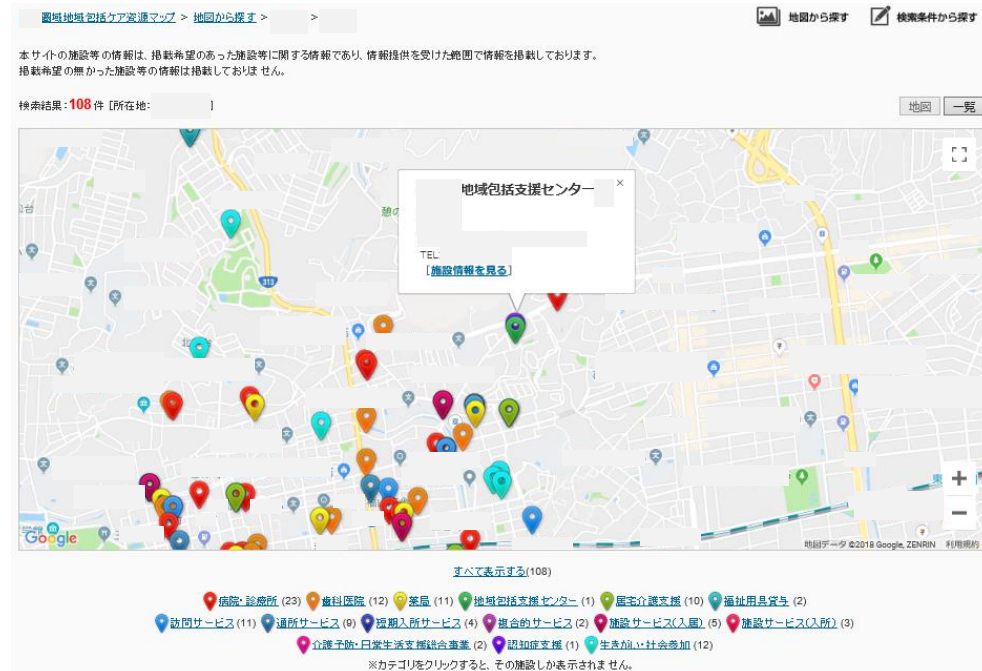 圏域地域包括ケア資源マップ > 地図から探す > >
地図から探す 検索条件から探す
本サイトの施設等の情報は、掲載希望のあった施設等に関する情報であり、情報提供を受けた範囲で情報を掲載しております。
掲載希望の無かった施設等の情報は掲載しておりません。
検索結果：108 件 [所在地: ]
地図 一覧
地域包括支援センター ×
TEL:
[施設情報を見る]
313
Google
地図データ ©2018 Google, ZENRIN 利用規約
すべて表示する(108)
病院・診療所 (23) 歯科医院 (12) 薬局 (11) 地域包括支援センター (1) 居宅介護支援 (10) 福祉用具貸与 (2)
訪問サービス (11) 通所サービス (9) 短期入所サービス (4) 複合的サービス (2) 施設サービス(入居) (5) 施設サービス(入所) (3)
介護予防・日常生活支援総合事業 (2) 認知症支援 (1) 生きがい・社会参加 (12)
※カテゴリをクリックすると、その施設しか表示されません。